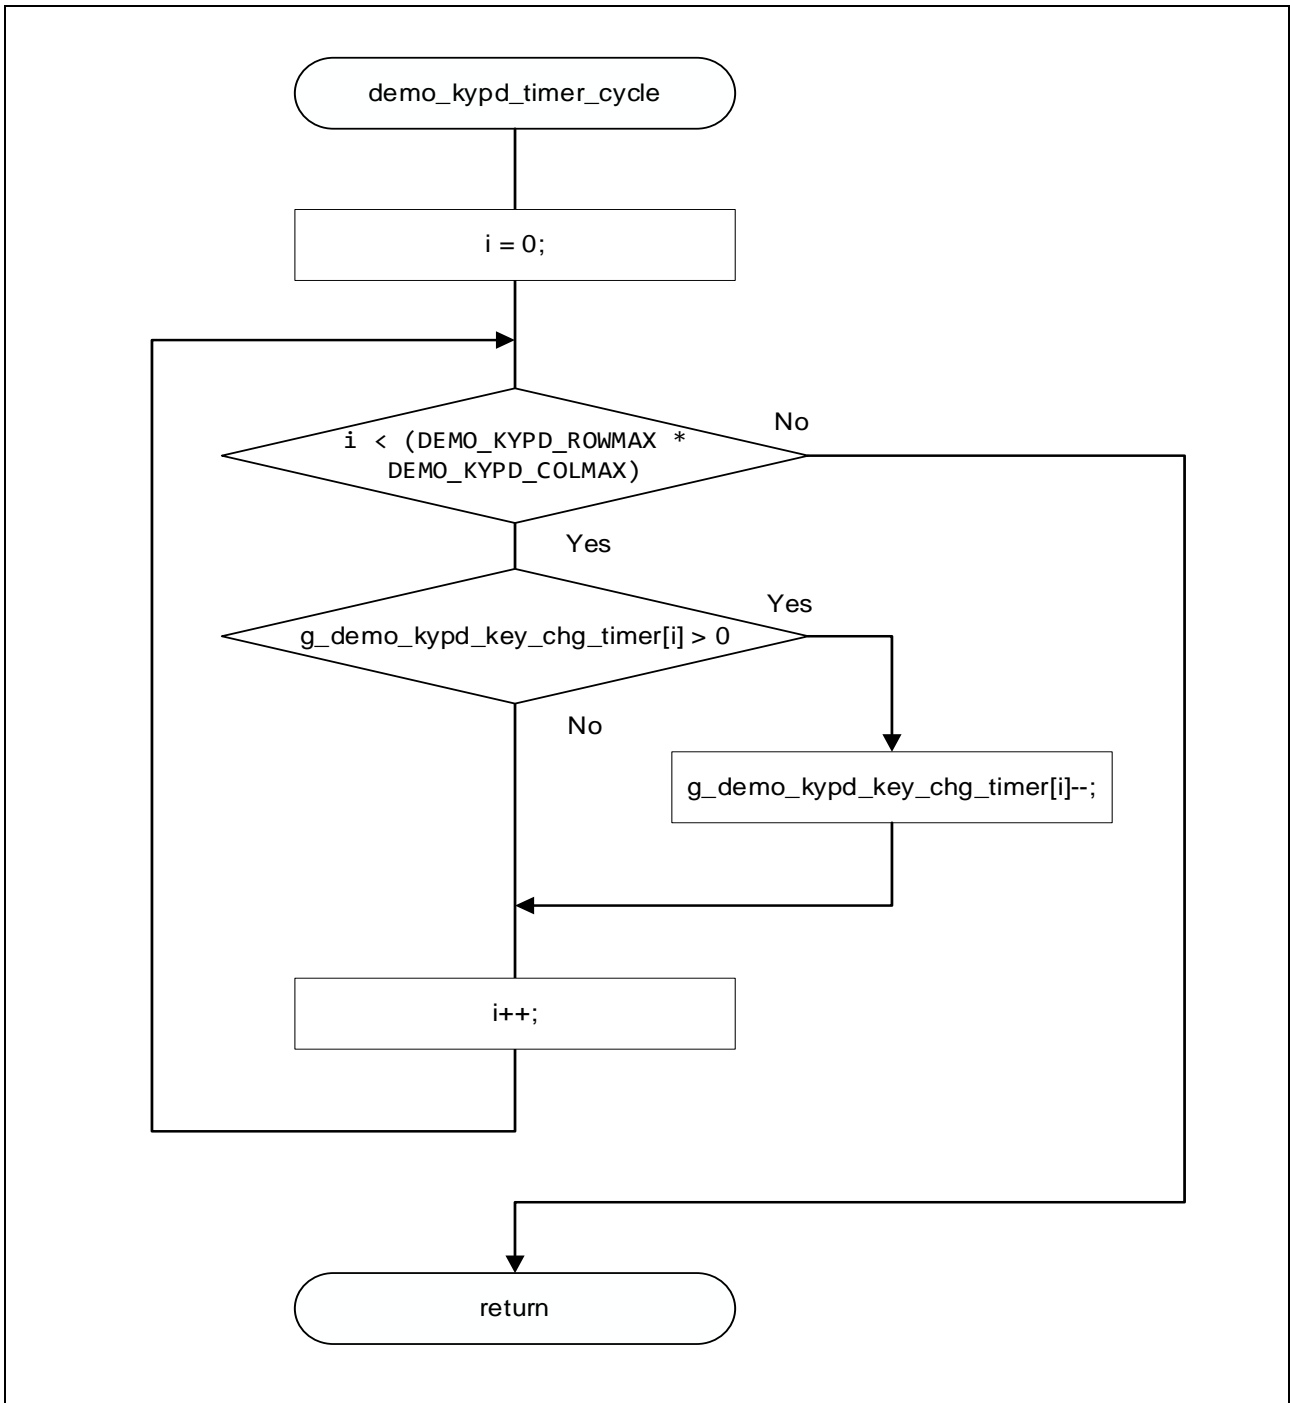 demo_kypd_timer_cycle
i = 0;
i < (DEMO_KYPD_ROWMAX *
DEMO_KYPD_COLMAX)
No
Yes
g_demo_kypd_key_chg_timer[i] > 0
Yes
No
g_demo_kypd_key_chg_timer[i]--;
i++;
return